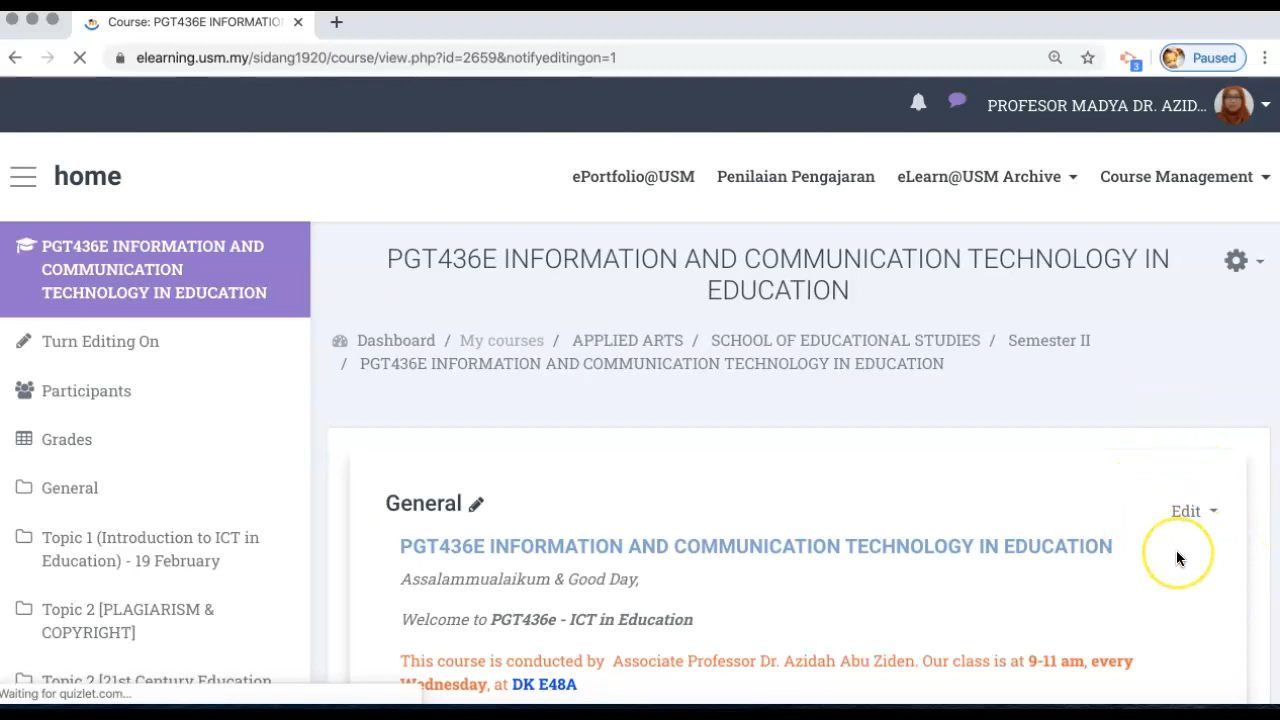 Course: PGT436E INFORMATIO
elearning.usm.my/sidang1920/course/view.php?id=2659&notifyeditingon=1
3
Paused
PROFESOR MADYA DR. AZID...
home
ePortfolio@USM
Penilaian Pengajaran
eLearn@USM Archive
Course Management
PGT436E INFORMATION AND
COMMUNICATION
TECHNOLOGY IN EDUCATION
Turn Editing On
Participants
Grades
General
Topic 1 (Introduction to ICT in
Education) - 19 February
Topic 2 [PLAGIARISM &
COPYRIGHT]
Topic 2 [21st Century Education
Waiting for quizlet.com...
PGT436E INFORMATION AND COMMUNICATION TECHNOLOGY IN
EDUCATION
Dashboard / My courses / APPLIED ARTS / SCHOOL OF EDUCATIONAL STUDIES / Semester II
/ PGT436E INFORMATION AND COMMUNICATION TECHNOLOGY IN EDUCATION
General
Edit
PGT436E INFORMATION AND COMMUNICATION TECHNOLOGY IN EDUCATION
Assalammualaikum & Good Day,
Welcome to PGT436e - ICT in Education
This course is conducted by Associate Professor Dr. Azidah Abu Ziden. Our class is at 9-11 am, every
Wednesday, at DK E48A